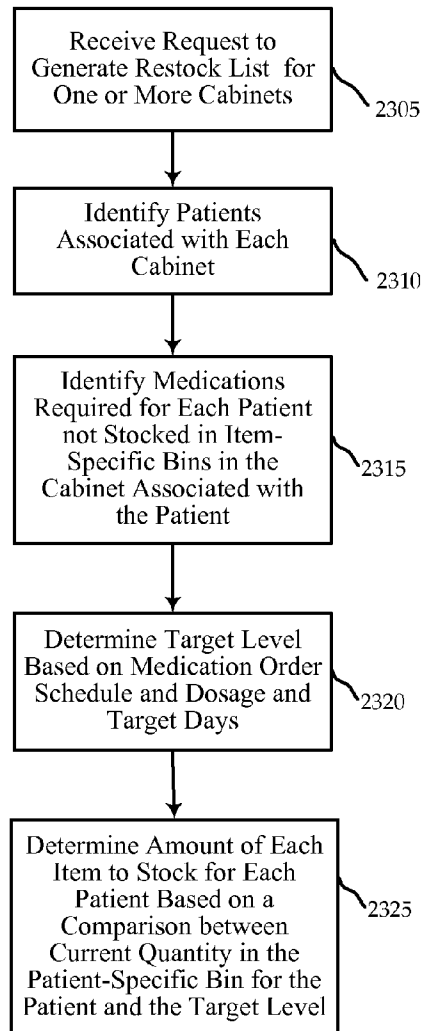 Receive Request to
Generate Restock List for
One or More Cabinets
2305
Identify Patients
Associated with Each
Cabinet
2310
Identify Medications
Required for Each Patient
not Stocked in Item-
Specific Bins in the
Cabinet Associated with
the Patient
2315
Determine Target Level
Based on Medication Order
Schedule and Dosage and
Target Days
2320
Determine Amount of Each
Item to Stock for Each
Patient Based on a
Comparison between
Current Quantity in the
Patient-Specific Bin for the
Patient and the Target Level
2325